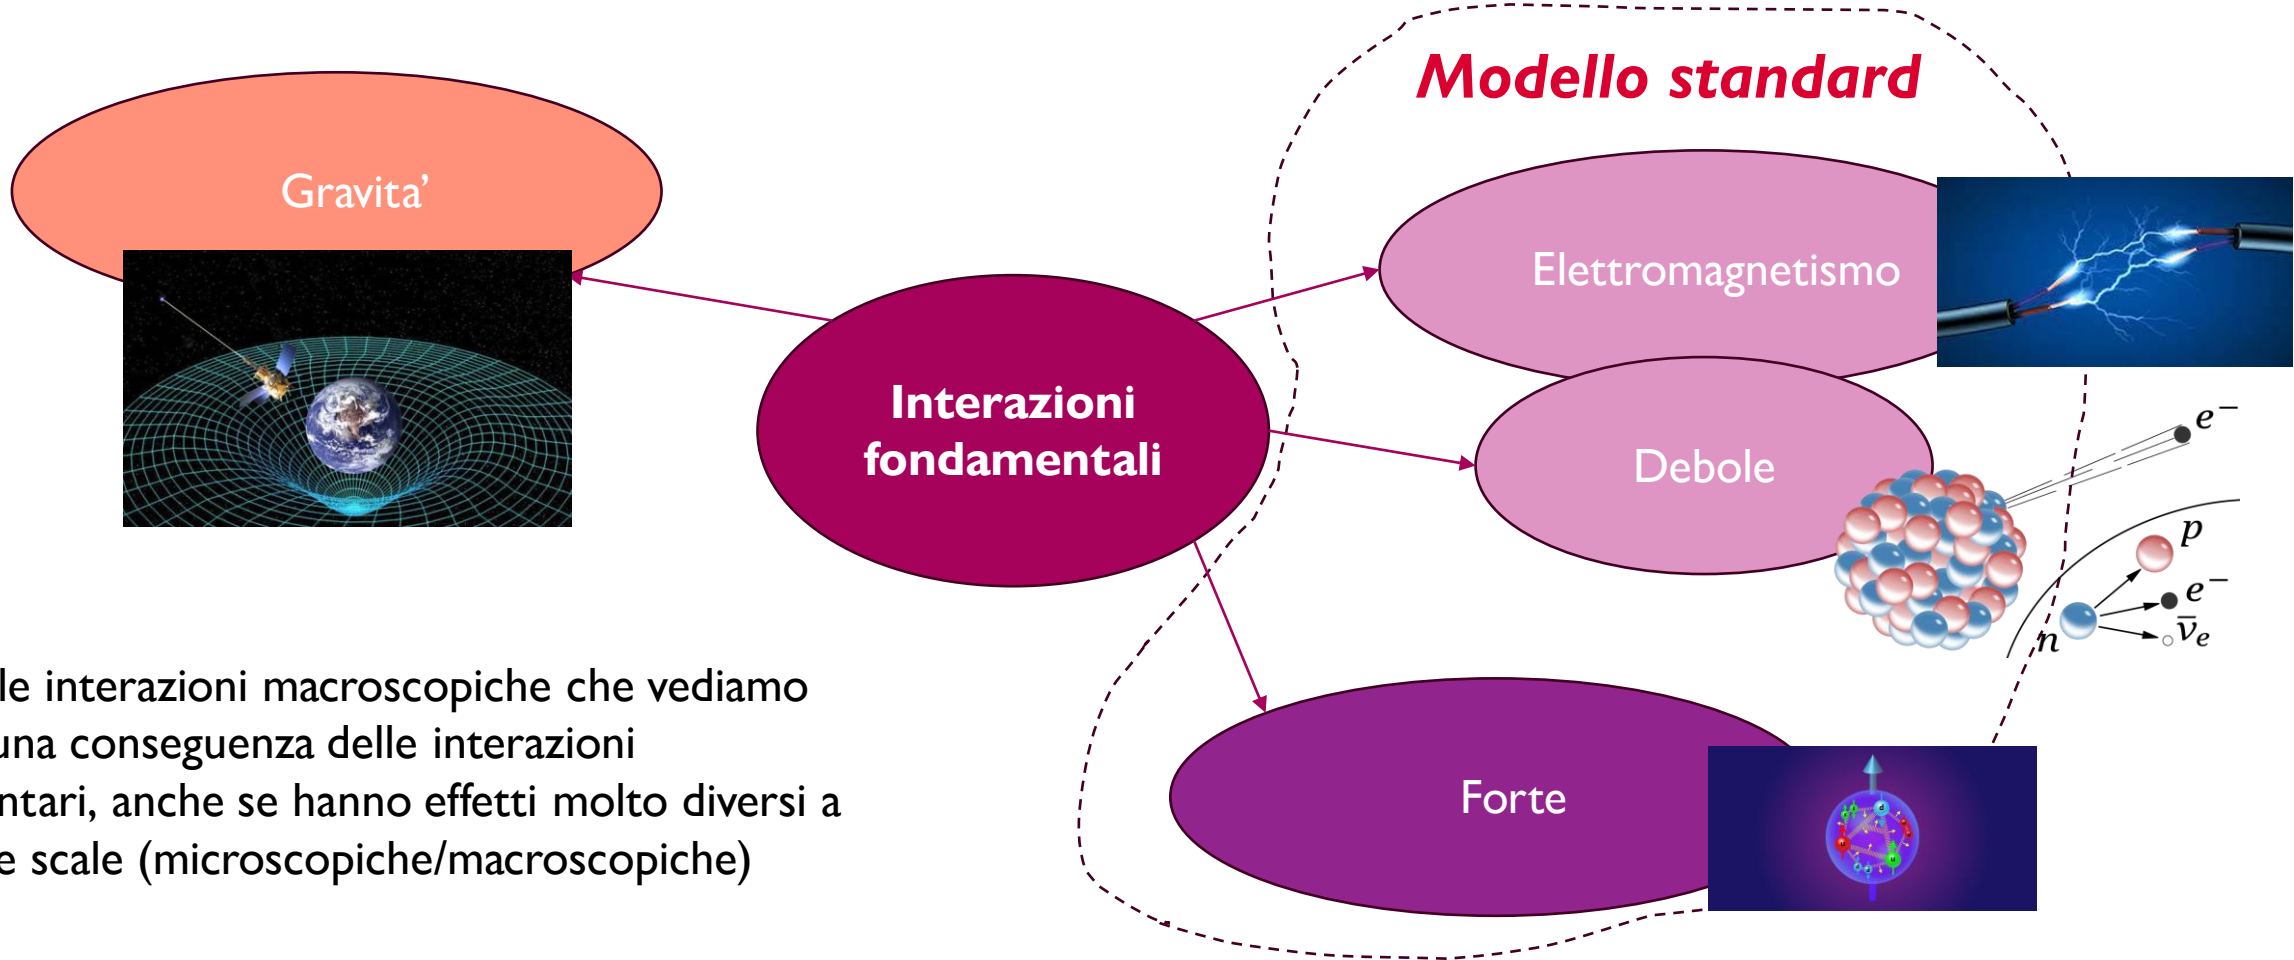 Modello standard
Gravita’
Elettromagnetismo
Interazioni
fondamentali
Debole
e−
p
e−
n
ν̅e
Forte
le interazioni macroscopiche che vediamo
una conseguenza delle interazioni
ntari, anche se hanno effetti molto diversi a
e scale (microscopiche/macroscopiche)